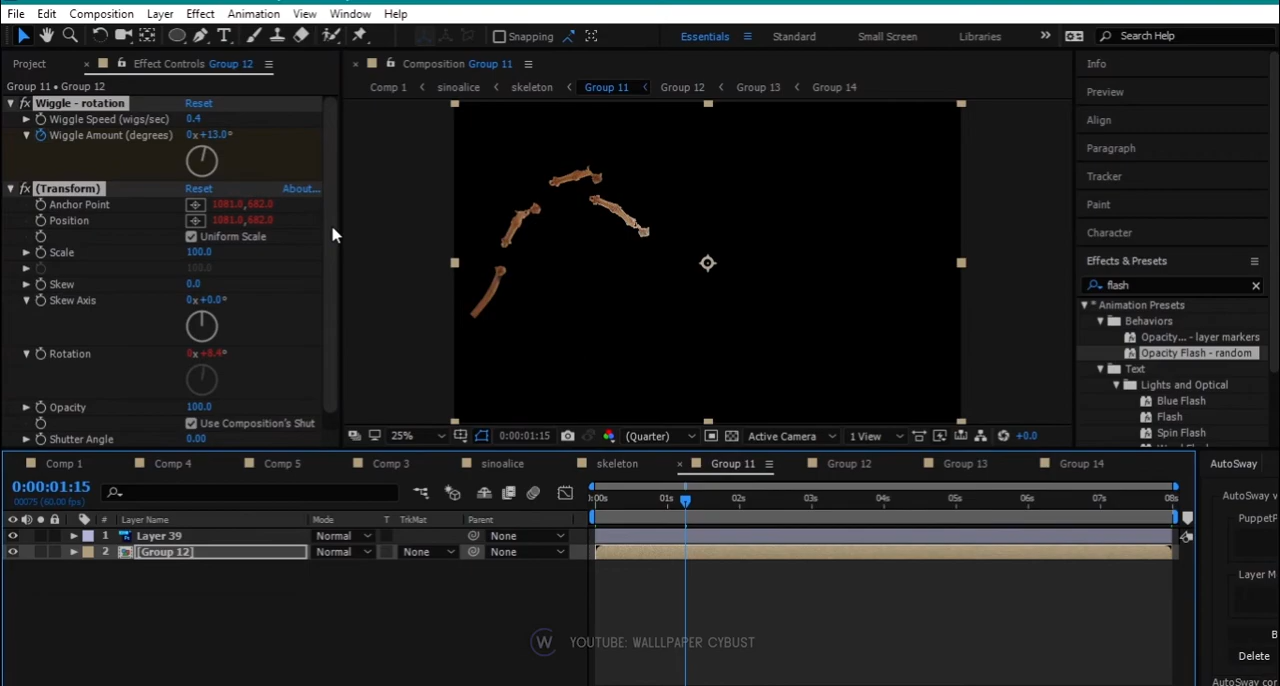 File Edit Composition Layer Effect Animation View Window Help
T Snapping Essentials Standard Small Screen Libraries » Search Help
Project × Effect Controls Group 12 × Composition Group 11 Info
Group 11 • Group 12 Comp 1 sinoalice skeleton Group 11 Group 12 Group 13 Group 14
fx Wiggle - rotation Reset Preview
Wiggle Speed (wigs/sec) 0.4 Align
Wiggle Amount (degrees) 0x+13.0°
Paragraph
Tracker
fx (Transform) Reset About...
Anchor Point 1081.0,682.0 Paint
Position 1081.0,682.0
Uniform Scale Character
Scale 100.0 Effects & Presets
100.0
Skew 0.0 flash ×
Skew Axis 0x+0.0° * Animation Presets
Behaviors
Opacity... - layer markers
Rotation 0x+8.4° Opacity Flash - random
Text
Lights and Optical
Opacity 100.0 Blue Flash
Use Composition's Shut Flash
Shutter Angle 0.00 25% 0:00:01:15 (Quarter) Active Camera 1 View +0.0 Spin Flash
Comp 1 Comp 4 Comp 5 Comp 3 sinoalice skeleton × Group 11 Group 12 Group 13 Group 14 AutoSway
0:00:01:15
00075 (60.00 fps) 01s 02s 03s 04s 05s 06s 07s 08s AutoSway v
# Layer Name Mode T TrkMat Parent PuppetF
1 Layer 39 Normal None
2 [Group 12] Normal None None
Layer M
B
W YOUTUBE: WALLLPAPER CYBUST
Delete
AutoSway cor